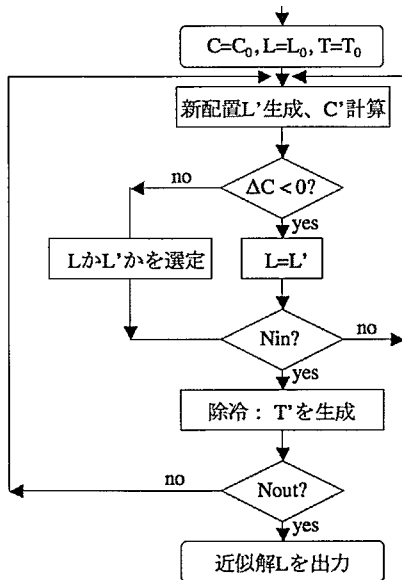 C=C₀, L=L₀, T=T₀
新配置L'生成、C'計算
no
ΔC < 0?
yes
LかL'かを選定
L=L'
Nin?
no
yes
除冷： T'を生成
no
Nout?
yes
近似解Lを出力